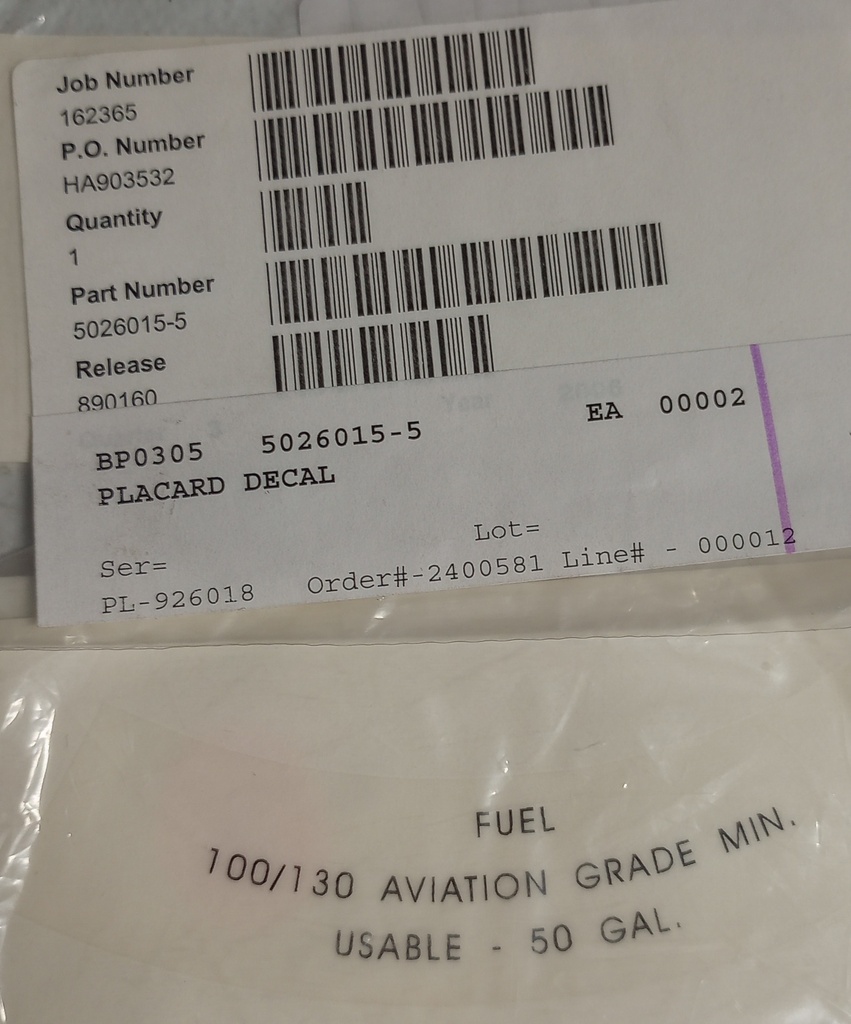 Job Number
162365
P.O. Number
HA903532
Quantity
1
Part Number
5026015-5
Release
890160
Year
BP0305 5026015-5 EA 00002
PLACARD DECAL
Lot=
Ser=
PL-926018 Order#-2400581 Line# - 000012
FUEL
100/130 AVIATION GRADE MIN.
USABLE - 50 GAL.